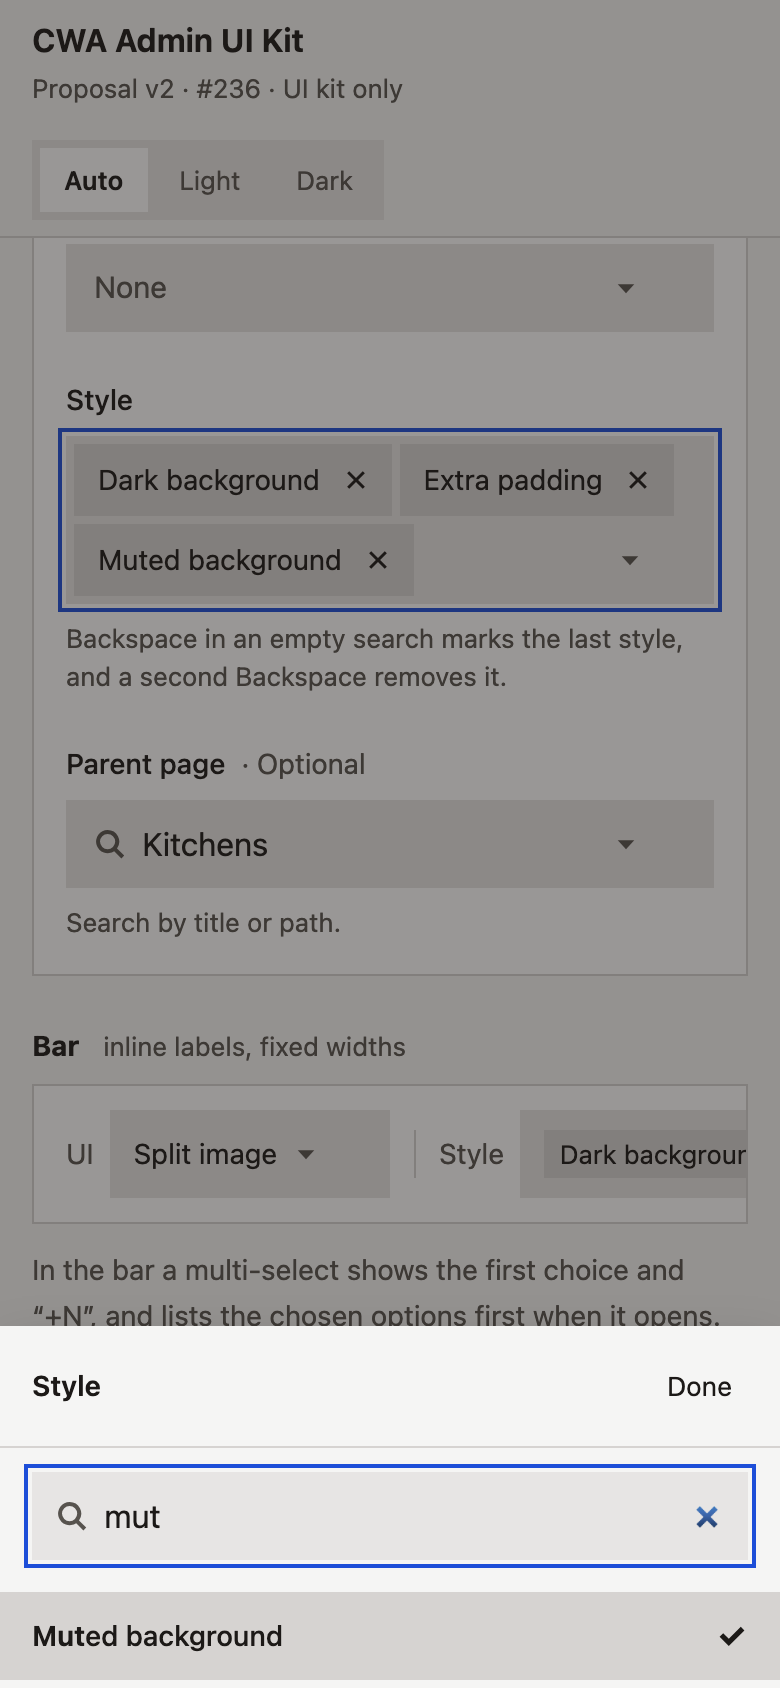 CWA Admin UI Kit
Proposal v2 · #236 · UI kit only
Auto Light Dark
None
Style
Dark background Extra padding
Muted background
Backspace in an empty search marks the last style,
and a second Backspace removes it.
Parent page · Optional
Kitchens
Search by title or path.
Bar inline labels, fixed widths
UI Split image Style Dark backgroun
In the bar a multi-select shows the first choice and
“+N”, and lists the chosen options first when it opens.
Style Done
mut
Muted background